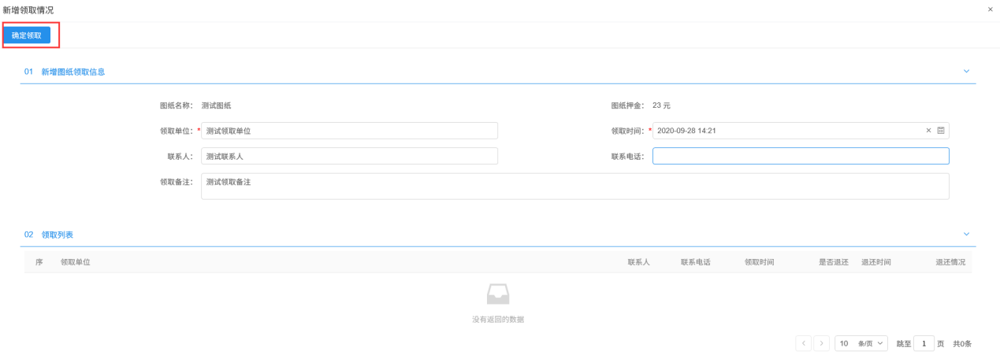 新增领取情况 ×
确定领取
01 新增图纸领取信息
图纸名称： 测试图纸 图纸押金： 23 元
领取单位：* 测试领取单位 领取时间：* 2020-09-28 14:21 ×
联系人： 测试联系人 联系电话：
领取备注： 测试领取备注
02 领取列表
序 领取单位 联系人 联系电话 领取时间 是否退还 退还时间 退还情况
没有返回的数据
< > 10 条/页 跳至 1 页 共0条